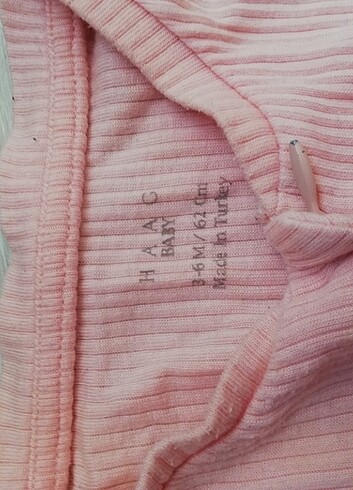 H A A C
BABY
3-6 M / 62 Cm
Made In Turkey